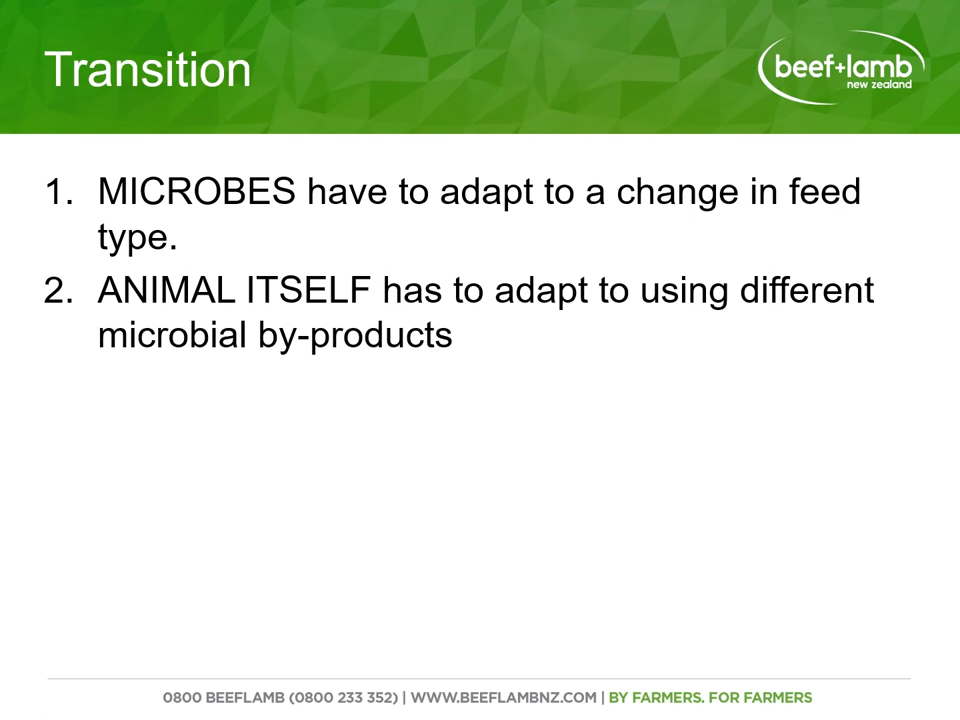 Transition
beef+lamb
new zealand
1. MICROBES have to adapt to a change in feed
type.
2. ANIMAL ITSELF has to adapt to using different
microbial by-products
0800 BEEFLAMB (0800 233 352) | WWW.BEEFLAMBNZ.COM | BY FARMERS. FOR FARMERS